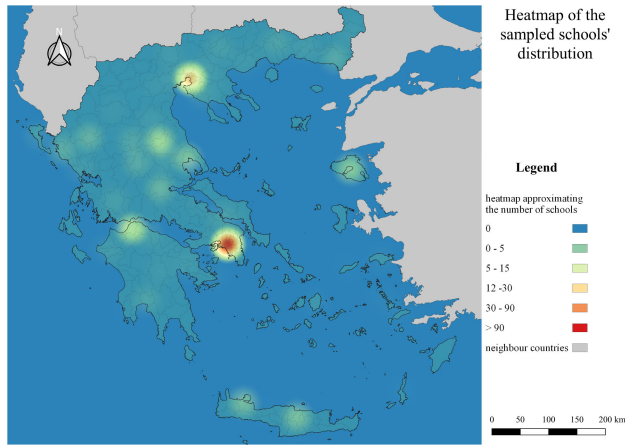 N
Heatmap of the
sampled schools'
distribution
Legend
heatmap approximating
the number of schools
0
0 - 5
5 - 15
12 -30
30 - 90
> 90
neighbour countries
0 50 100 150 200 km